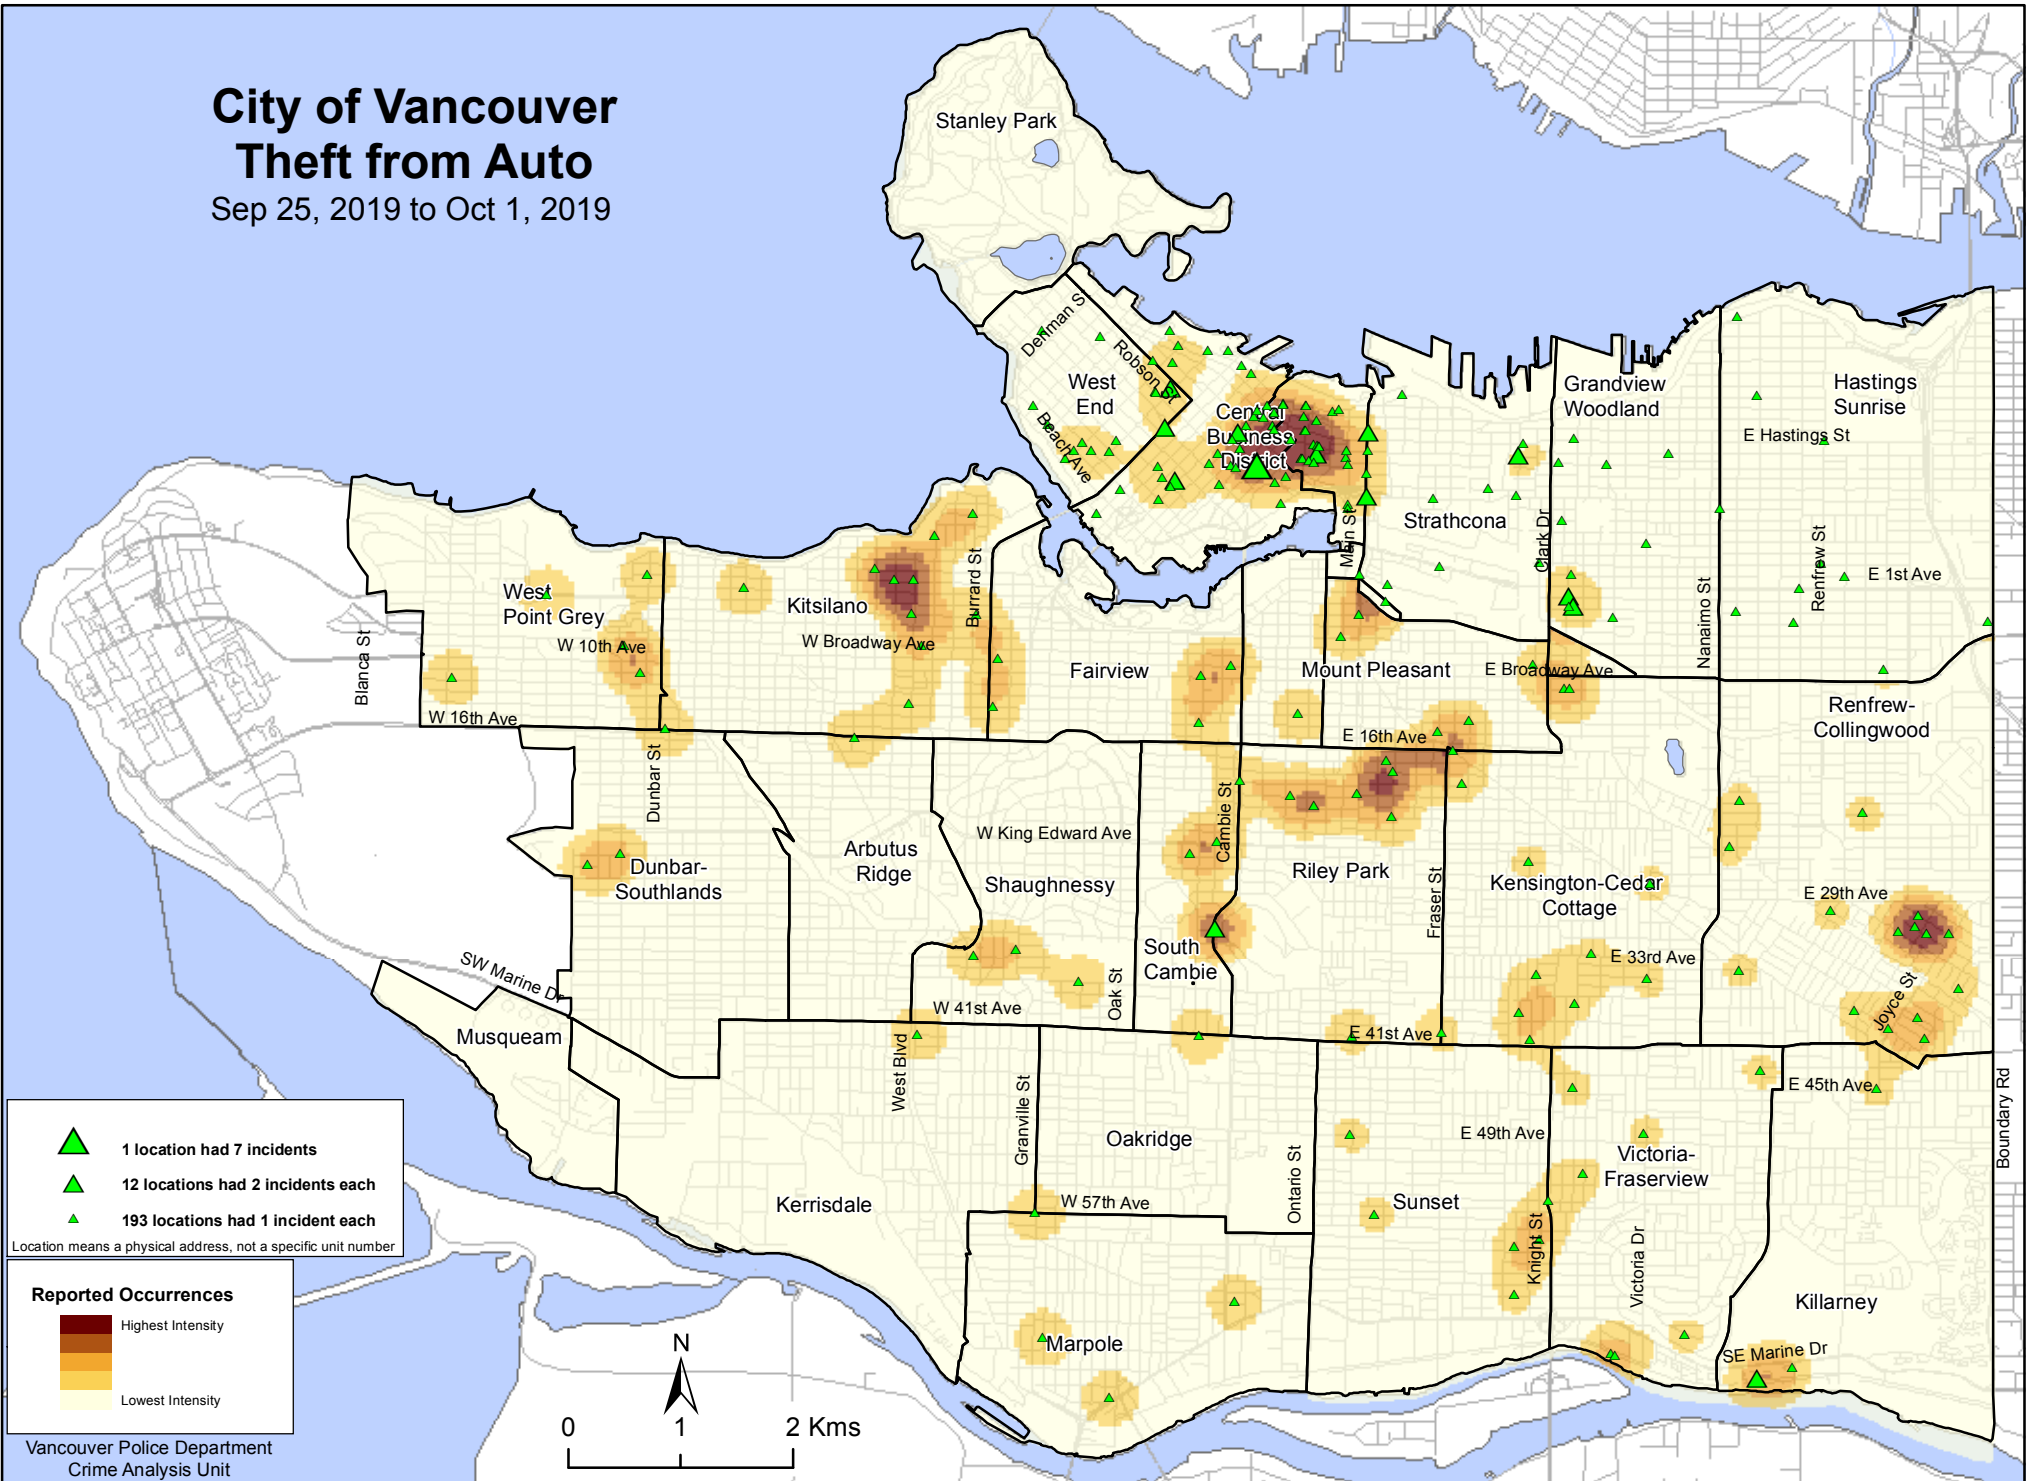 City of Vancouver
Theft from Auto
Sep 25, 2019 to Oct 1, 2019
Stanley Park
Denman St
Robson St
West
End
Beach Ave
Central
Business
District
Main St
Strathcona
Clark Dr
Grandview
Woodland
Hastings
Sunrise
E Hastings St
Nanaimo St
Renfrew St
E 1st Ave
West
Point Grey
Blanca St
W 10th Ave
W 16th Ave
Kitsilano
W Broadway Ave
Burrard St
Fairview
Mount Pleasant
E Broadway Ave
E 16th Ave
Renfrew-
Collingwood
Dunbar St
Dunbar-
Southlands
Arbutus
Ridge
W King Edward Ave
Shaughnessy
Cambie St
Riley Park
Fraser St
Kensington-Cedar
Cottage
E 29th Ave
E 33rd Ave
Joyce St
South
Cambie
Oak St
W 41st Ave
E 41st Ave
SW Marine Dr
Musqueam
West Blvd
Granville St
Oakridge
Ontario St
E 49th Ave
E 45th Ave
Boundary Rd
Victoria-
Fraserview
Kerrisdale
W 57th Ave
Sunset
Knight St
Victoria Dr
Killarney
Marpole
SE Marine Dr
1 location had 7 incidents
12 locations had 2 incidents each
193 locations had 1 incident each
Location means a physical address, not a specific unit number
Reported Occurrences
Highest Intensity
Lowest Intensity
Vancouver Police Department
Crime Analysis Unit
N
0 1 2 Kms